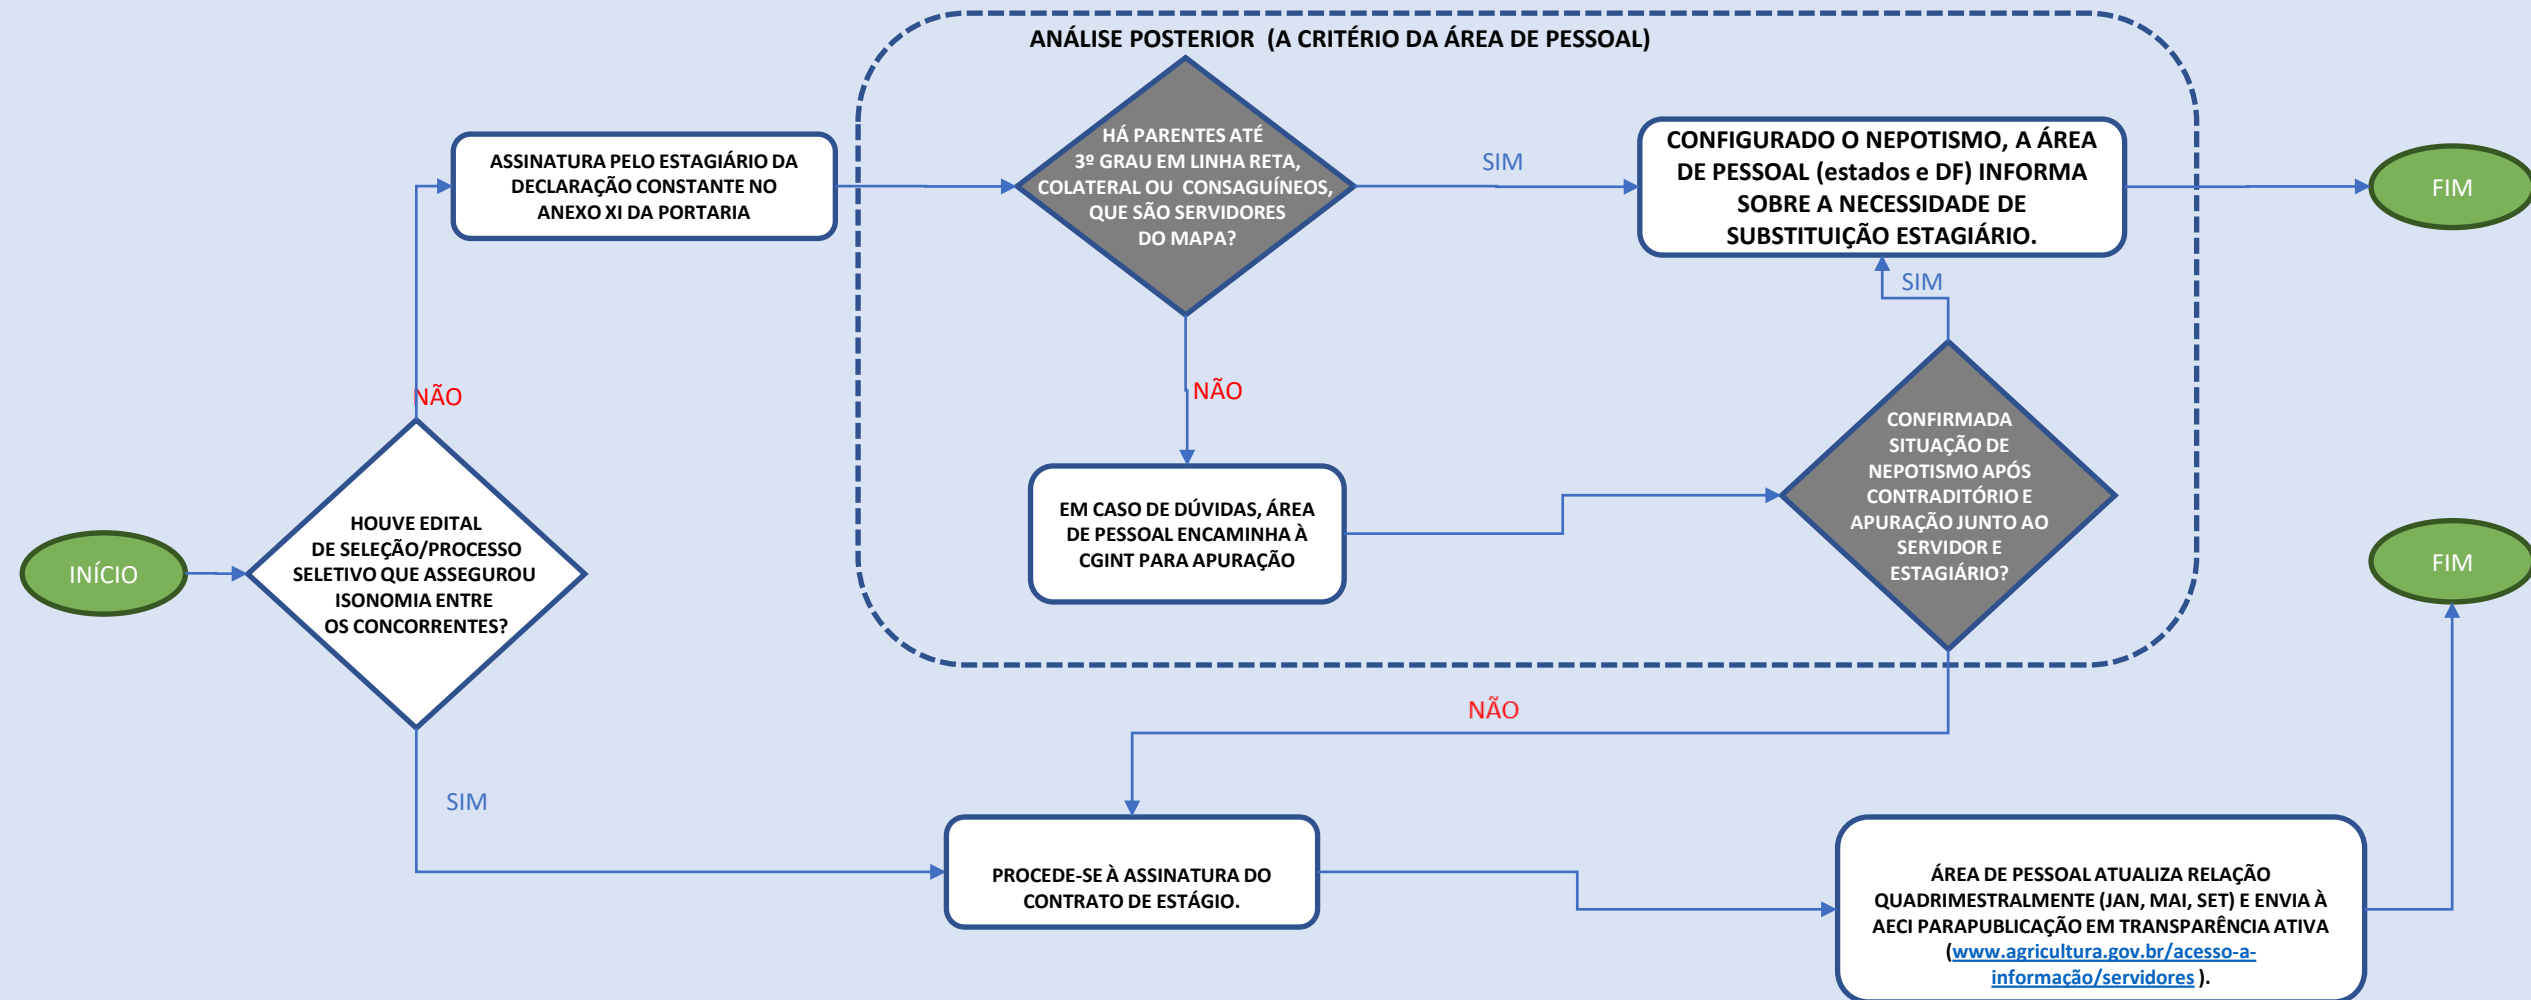 ANÁLISE POSTERIOR (A CRITÉRIO DA ÁREA DE PESSOAL)
INÍCIO
HOUVE EDITAL
DE SELEÇÃO/PROCESSO
SELETIVO QUE ASSEGUROU
ISONOMIA ENTRE
OS CONCORRENTES?
NÃO
ASSINATURA PELO ESTAGIÁRIO DA
DECLARAÇÃO CONSTANTE NO
ANEXO XI DA PORTARIA
HÁ PARENTES ATÉ
3º GRAU EM LINHA RETA,
COLATERAL OU CONSAGUÍNEOS,
QUE SÃO SERVIDORES
DO MAPA?
SIM
CONFIGURADO O NEPOTISMO, A ÁREA
DE PESSOAL (estados e DF) INFORMA
SOBRE A NECESSIDADE DE
SUBSTITUIÇÃO ESTAGIÁRIO.
FIM
SIM
NÃO
EM CASO DE DÚVIDAS, ÁREA
DE PESSOAL ENCAMINHA À
CGINT PARA APURAÇÃO
CONFIRMADA
SITUAÇÃO DE
NEPOTISMO APÓS
CONTRADITÓRIO E
APURAÇÃO JUNTO AO
SERVIDOR E
ESTAGIÁRIO?
FIM
NÃO
SIM
PROCEDE-SE À ASSINATURA DO
CONTRATO DE ESTÁGIO.
ÁREA DE PESSOAL ATUALIZA RELAÇÃO
QUADRIMESTRALMENTE (JAN, MAI, SET) E ENVIA À
AECI PARAPUBLICAÇÃO EM TRANSPARÊNCIA ATIVA
(www.agricultura.gov.br/acesso-a-
informação/servidores ).